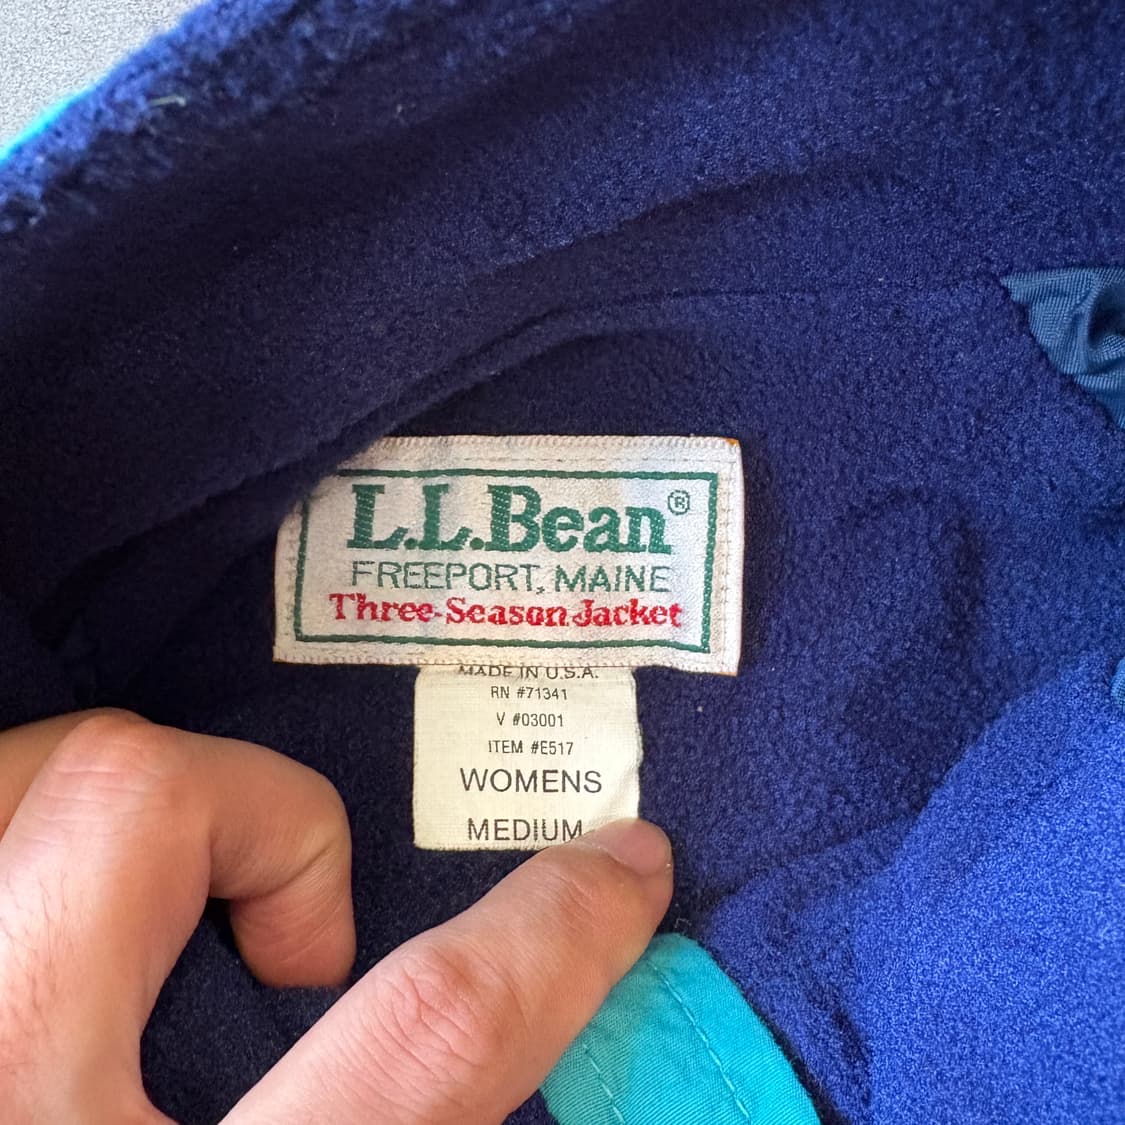 L.L.Bean®
FREEPORT, MAINE
Three-Season Jacket
MADE IN U.S.A.
RN #71341
V #03001
ITEM #E517
WOMENS
MEDIUM